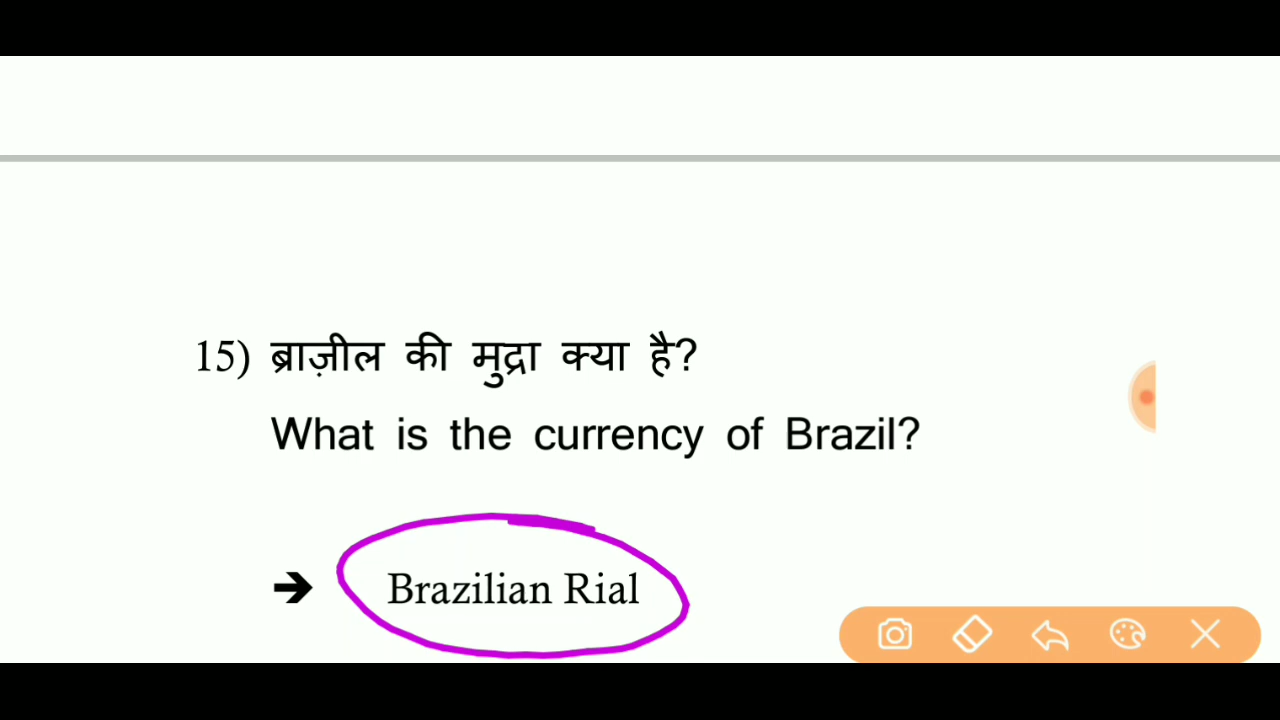 15) ब्राज़ील की मुद्रा क्या है?
What is the currency of Brazil?
➔ Brazilian Rial